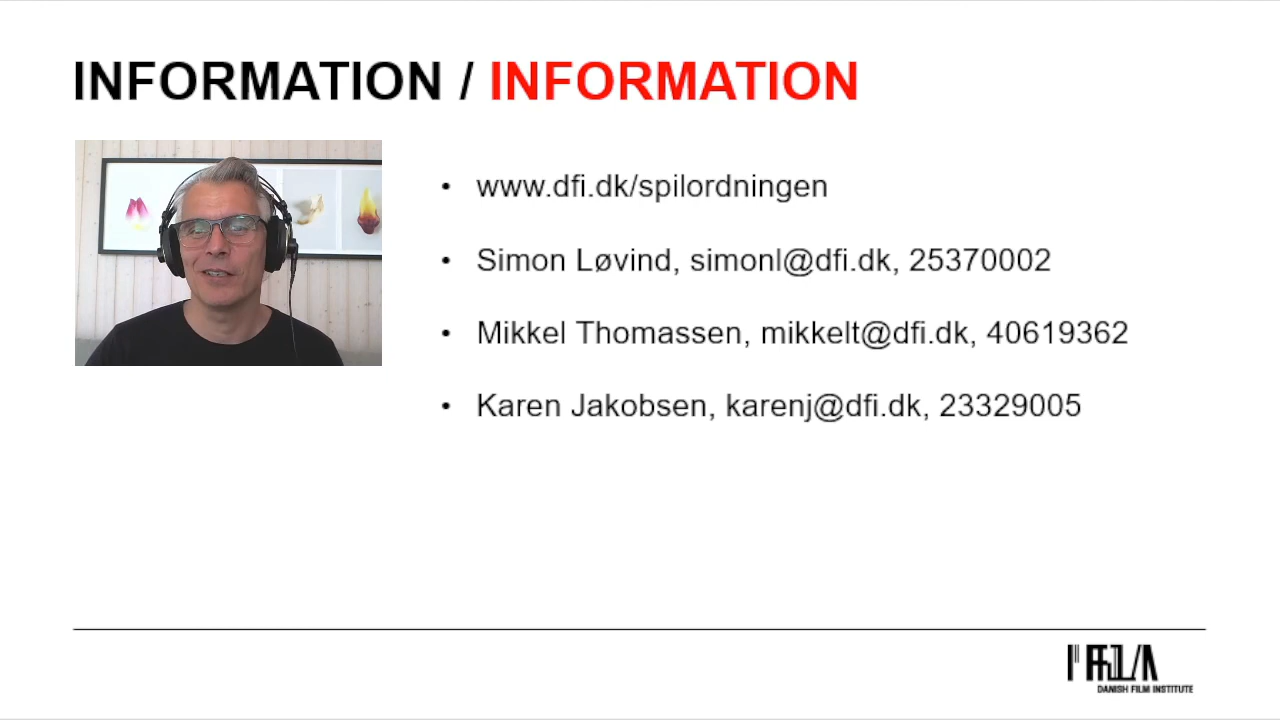 INFORMATION / INFORMATION
• www.dfi.dk/spilordningen
• Simon Løvind, simonl@dfi.dk, 25370002
• Mikkel Thomassen, mikkelt@dfi.dk, 40619362
• Karen Jakobsen, karenj@dfi.dk, 23329005
DANISH FILM INSTITUTE